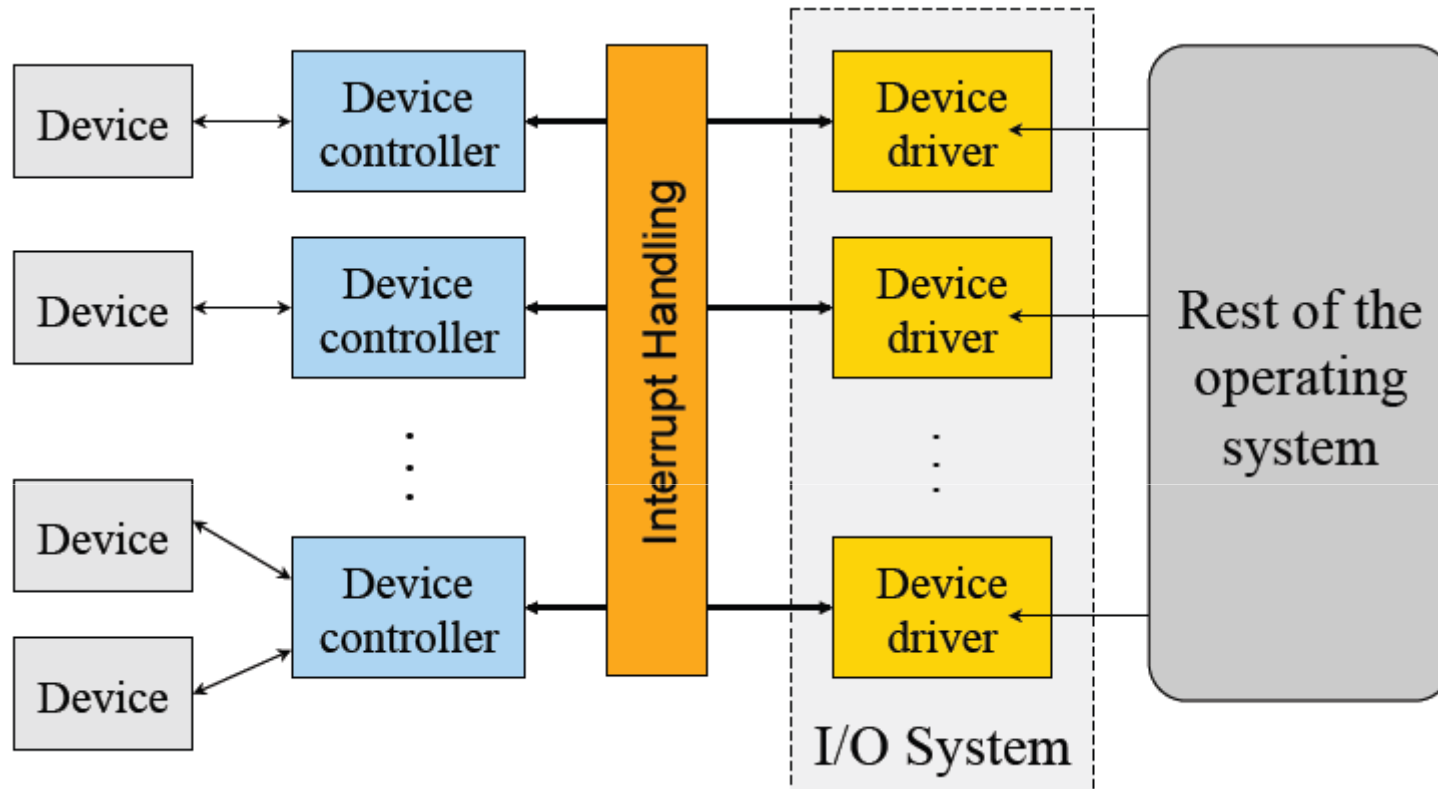 Device
Device
controller
Device
driver
Device
Device
controller
Device
driver
Interrupt Handling
Rest of the
operating
system
Device
Device
controller
Device
driver
Device
I/O System